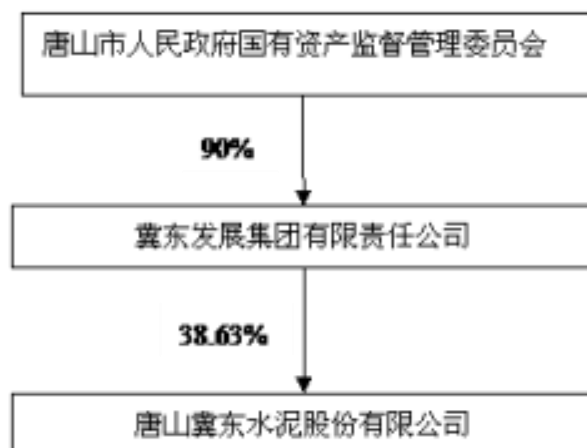 唐山市人民政府国有资产监督管理委员会
90%
冀东发展集团有限责任公司
38.63%
唐山冀东水泥股份有限公司